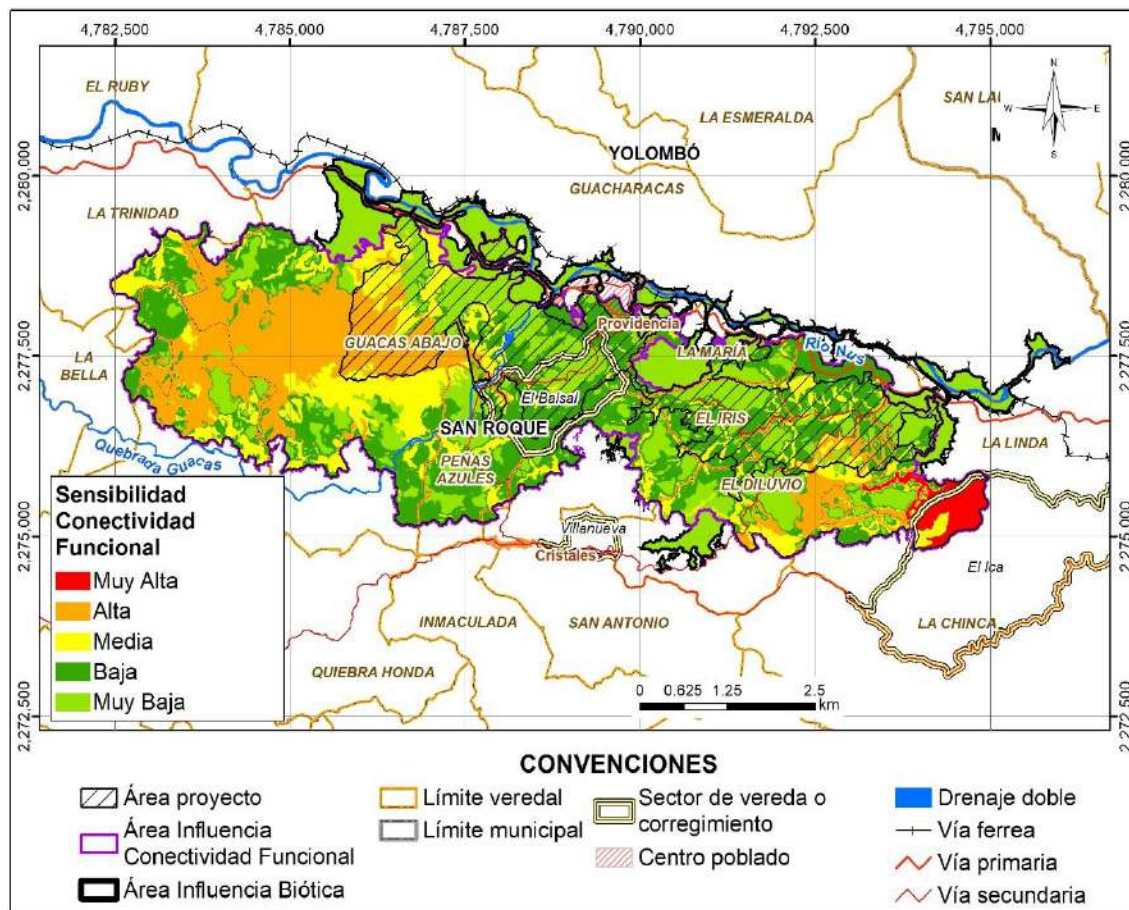 4,782,500
4,785,000
4,787,500
4,790,000
4,792,500
4,795,000
N
W
E
S
2,280,000
2,280,000
2,277,500
2,277,500
2,275,000
2,275,000
2,272,500
2,272,500
EL RUBY
LA ESMERALDA
YOLOMBÓ
GUACHARACAS
LA TRINIDAD
LA
BELLA
GUACAS ABAJO
Providencia
LA MARÍA
Río Nus
El Balsal
EL IRIS
SAN ROQUE
PEÑAS
AZULES
Quebrada Guacas
EL DILUVIO
LA LINDA
Villanueva
Cristales
El Ica
INMACULADA
SAN ANTONIO
LA CHINCA
QUIEBRA HONDA
Sensibilidad
Conectividad
Funcional
Muy Alta
Alta
Media
Baja
Muy Baja
0 0.625 1.25 2.5
km
CONVENCIONES
Área proyecto
Área Influencia
Conectividad Funcional
Área Influencia Biótica
Límite veredal
Límite municipal
Sector de vereda o
corregimiento
Centro poblado
Drenaje doble
Vía ferrea
Vía primaria
Vía secundaria